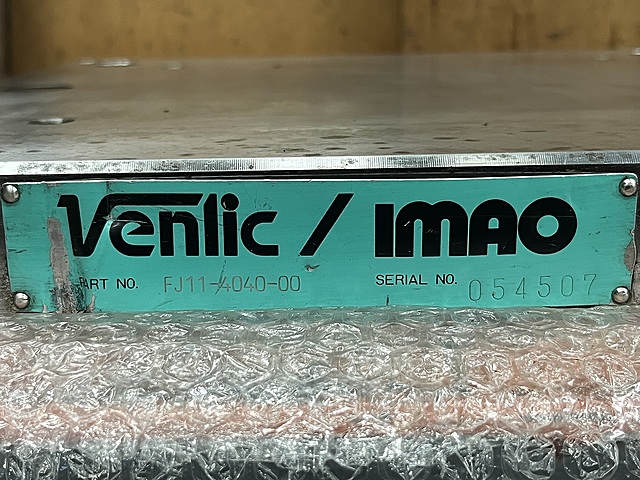 Venlic / IMAO
PART NO. FJ11-4040-00 SERIAL NO. 054507